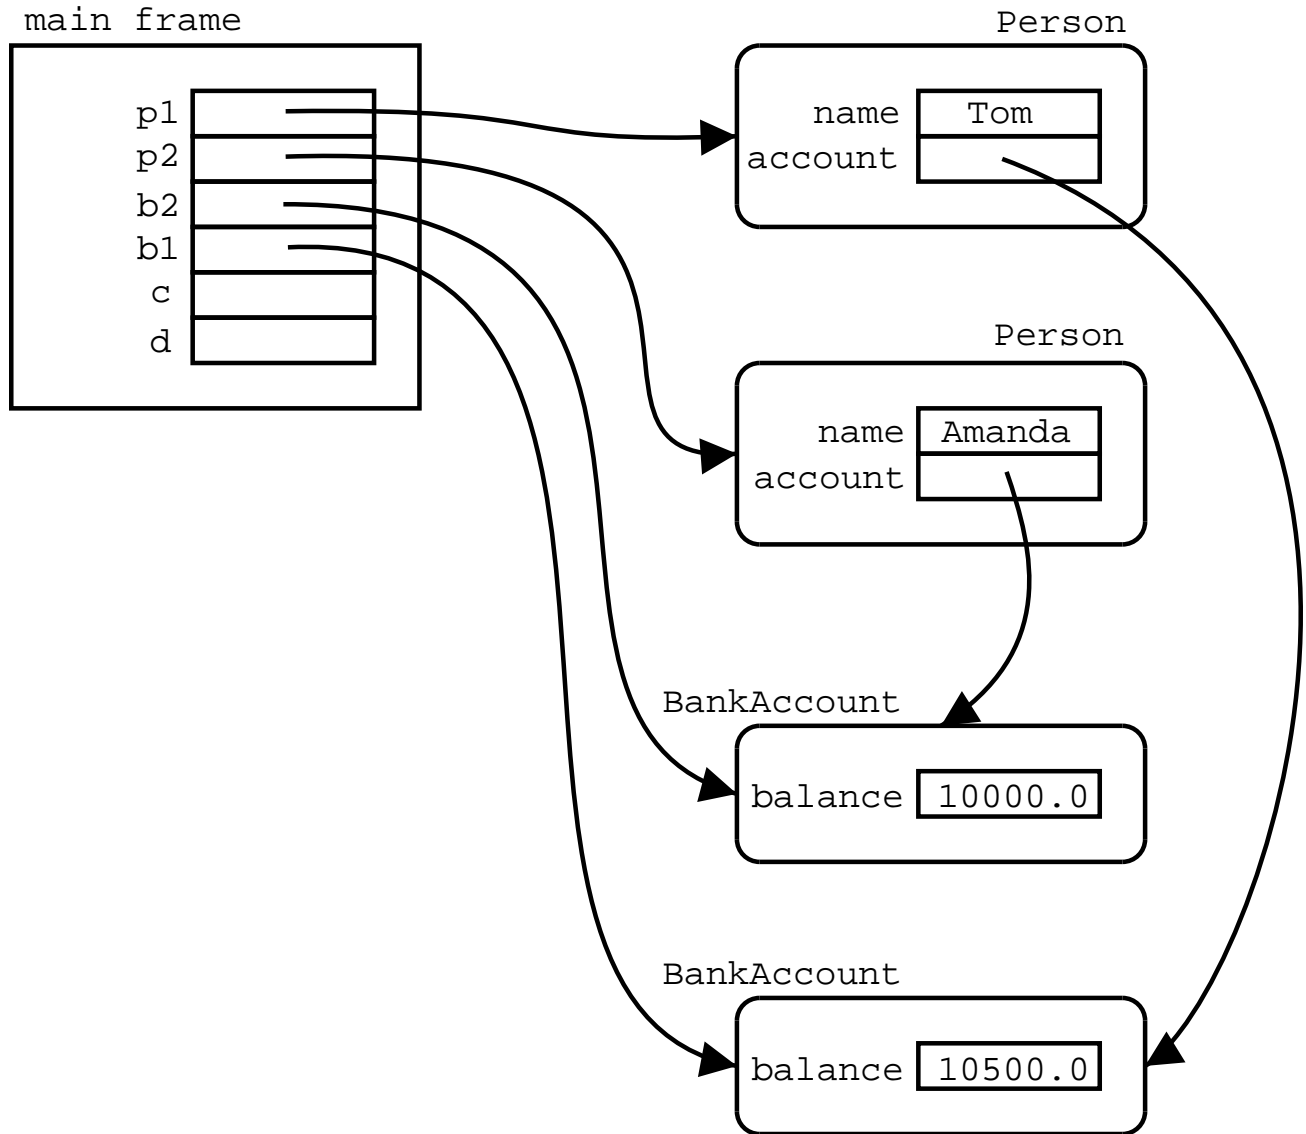 main frame
p1
p2
b2
b1
c
d
Person
name Tom
account
Person
name Amanda
account
BankAccount
balance 10000.0
BankAccount
balance 10500.0